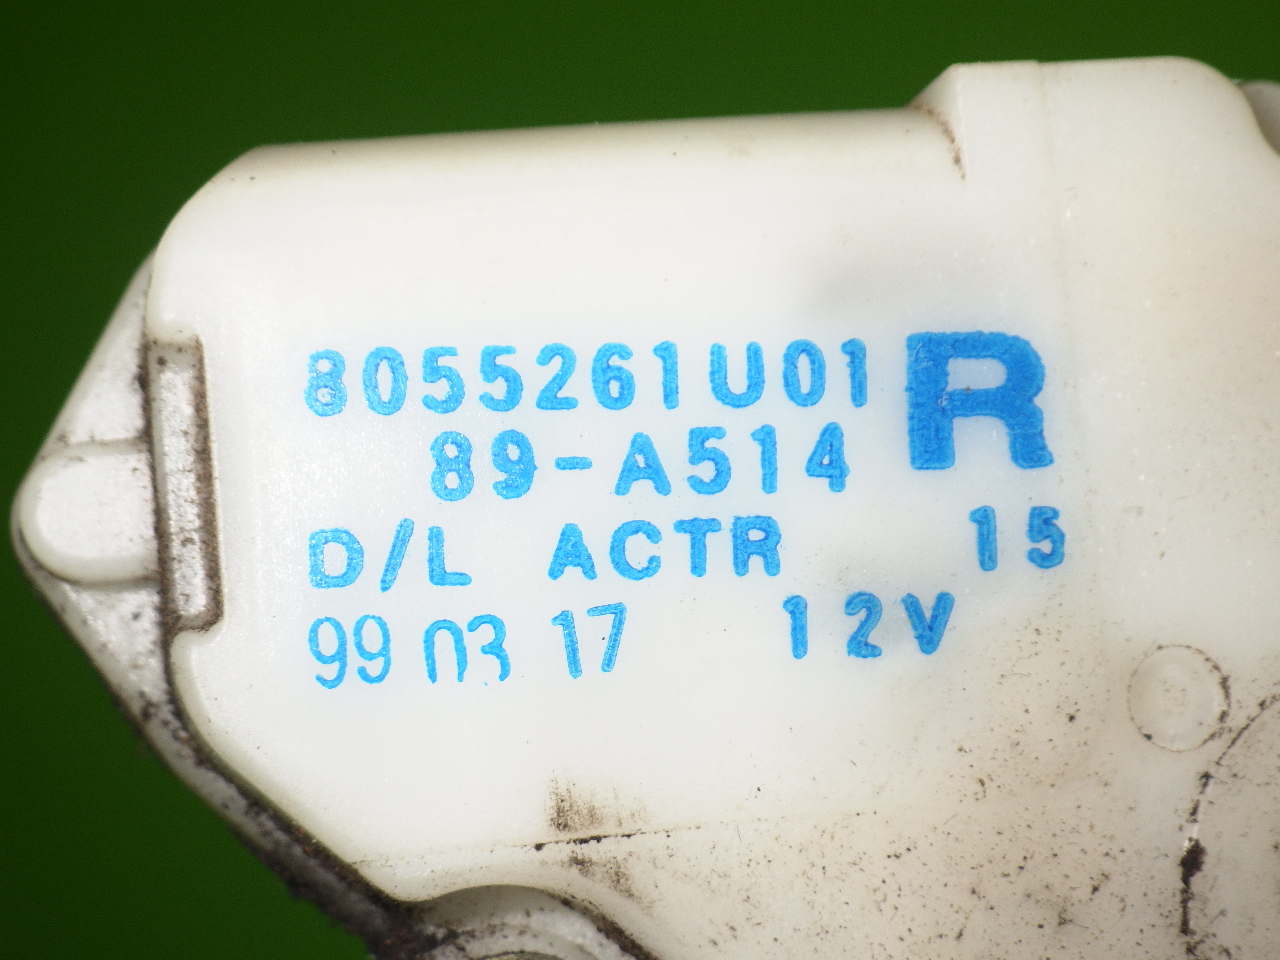 8055261U01 R
89-A514
D/L ACTR 15
99 03 17 12V